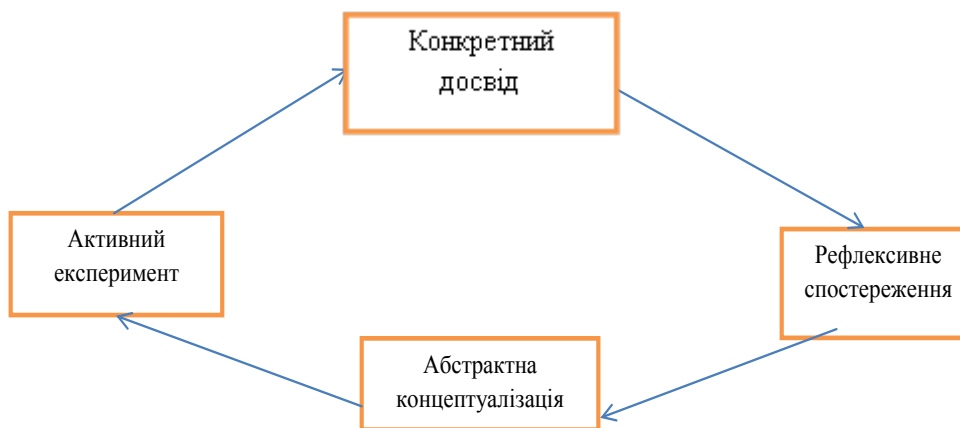 Конкретний
досвід
Активний
експеримент
Рефлексивне
спостереження
Абстрактна
концептуалізація